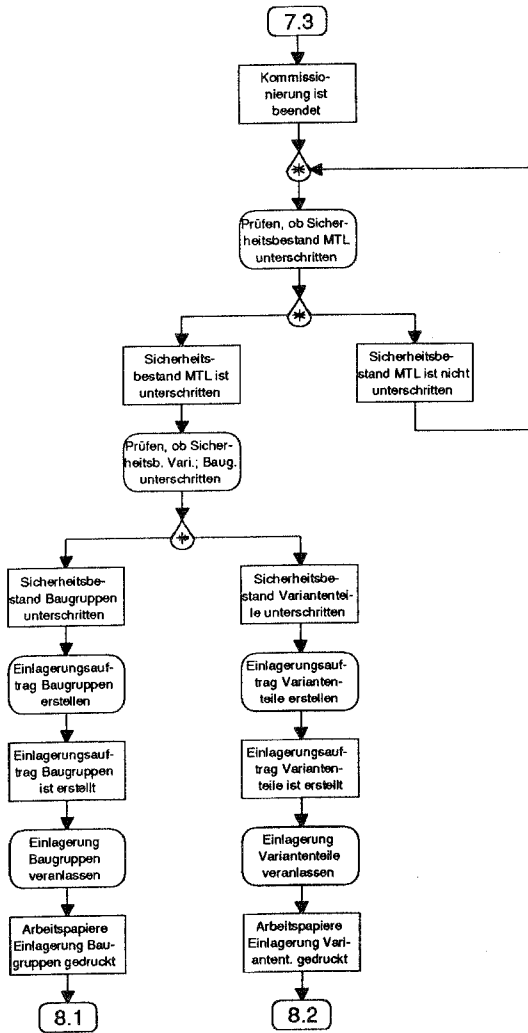 7.3
Kommissio-
nierung ist
beendet
*
Prüfen, ob Sicher-
heitsbestand MTL
unterschritten
*
Sicherheits-
bestand MTL ist
unterschritten
Sicherheitsbe-
stand MTL ist nicht
unterschritten
Prüfen, ob Sicher-
heitsb. Vari.; Baug.
unterschritten
*
Sicherheitsbe-
stand Baugruppen
unterschritten
Sicherheitsbe-
stand Variantentei-
le unterschritten
Einlagerungsauf-
trag Baugruppen
erstellen
Einlagerungsauf-
trag Varianten-
teile erstellen
Einlagerungsauf-
trag Baugruppen
ist erstellt
Einlagerungsauf-
trag Varianten-
teile ist erstellt
Einlagerung
Baugruppen
veranlassen
Einlagerung
Variantenteile
veranlassen
Arbeitspapiere
Einlagerung Bau-
gruppen gedruckt
Arbeitspapiere
Einlagerung Vari-
antent. gedruckt
8.1
8.2